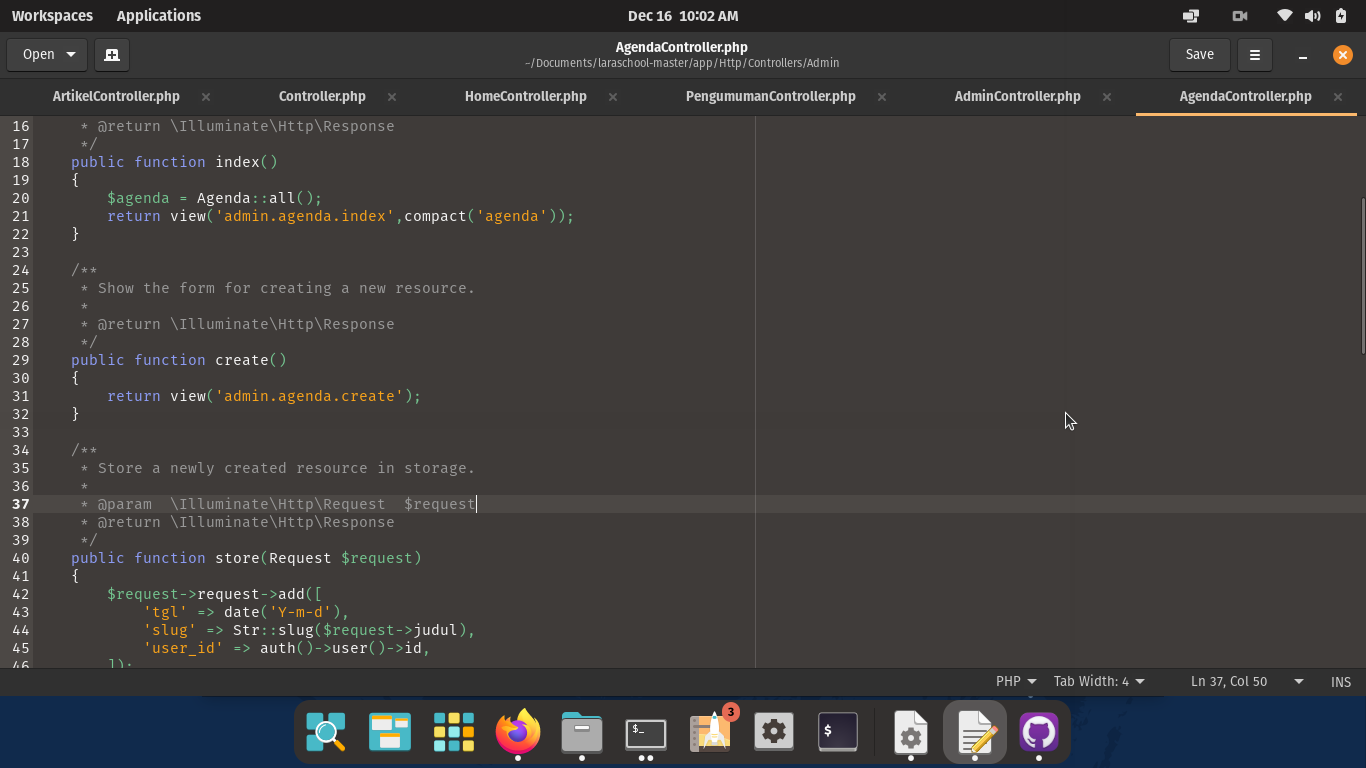 Workspaces Applications Dec 16 10:02 AM
Open AgendaController.php Save
~/Documents/laraschool-master/app/Http/Controllers/Admin
ArtikelController.php Controller.php HomeController.php PengumumanController.php AdminController.php AgendaController.php
16      * @return \Illuminate\Http\Response
17      */
18     public function index()
19     {
20         $agenda = Agenda::all();
21         return view('admin.agenda.index',compact('agenda'));
22     }
23
24     /**
25      * Show the form for creating a new resource.
26      *
27      * @return \Illuminate\Http\Response
28      */
29     public function create()
30     {
31         return view('admin.agenda.create');
32     }
33
34     /**
35      * Store a newly created resource in storage.
36      *
37      * @param  \Illuminate\Http\Request  $request
38      * @return \Illuminate\Http\Response
39      */
40     public function store(Request $request)
41     {
42         $request->request->add([
43             'tgl' => date('Y-m-d'),
44             'slug' => Str::slug($request->judul),
45             'user_id' => auth()->user()->id,
46         ]);
PHP Tab Width: 4 Ln 37, Col 50 INS
$_ 3 $